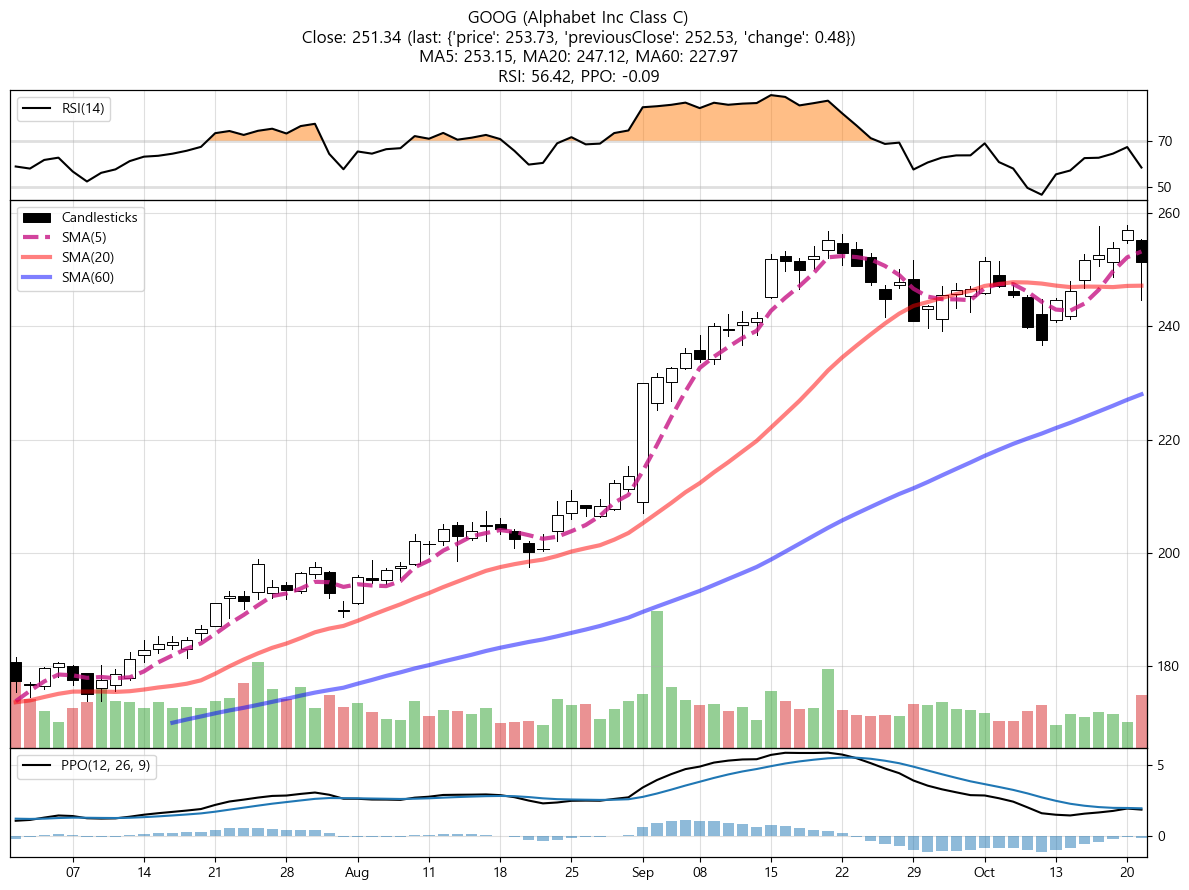 GOOG (Alphabet Inc Class C)
Close: 251.34 (last: {'price': 253.73, 'previousClose': 252.53, 'change': 0.48})
MA5: 253.15, MA20: 247.12, MA60: 227.97
RSI: 56.42, PPO: -0.09
RSI(14)
70
50
Candlesticks
SMA(5)
SMA(20)
SMA(60)
260
240
220
200
180
PPO(12, 26, 9)
5
0
07 14 21 28 Aug 11 18 25 Sep 08 15 22 29 Oct 13 20